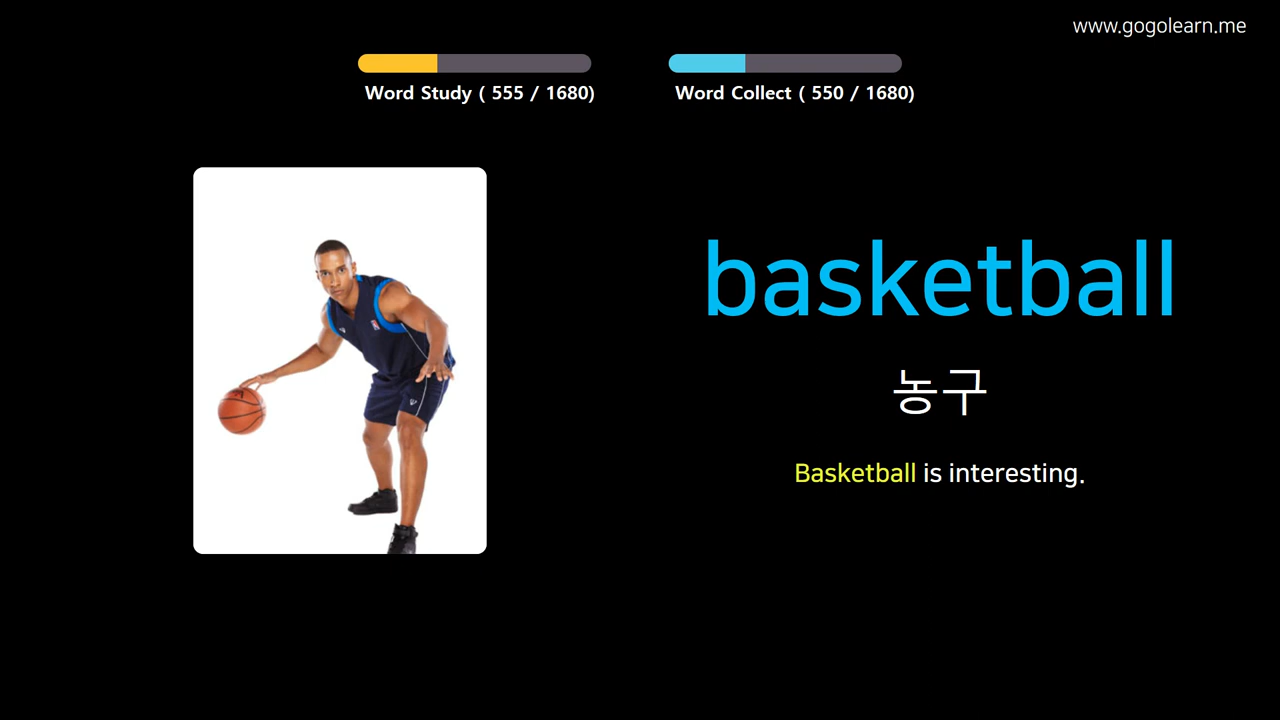 www.gogolearn.me
Word Study ( 555 / 1680)
Word Collect ( 550 / 1680)
basketball
농구
Basketball is interesting.